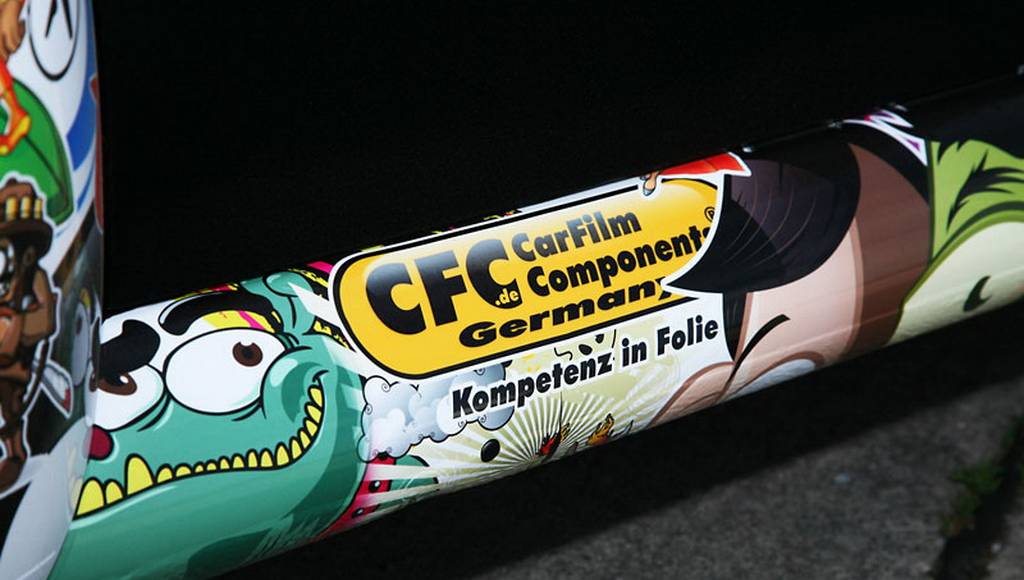 CFC.de
CarFilm
Components
Germany
Kompetenz in Folie